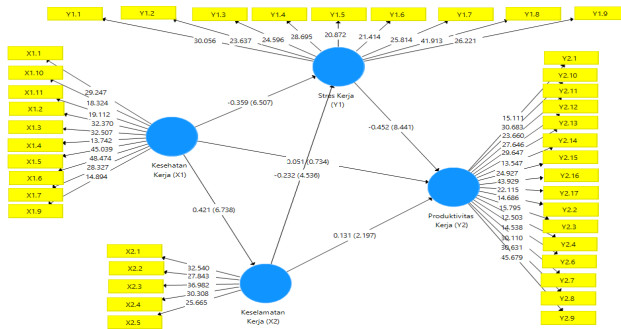 Y1.1
Y1.2
Y1.3
Y1.4
Y1.5
Y1.6
Y1.7
Y1.8
Y1.9
30.056
23.637
24.596
28.695
20.872
21.414
25.814
41.913
26.221
Stres Kerja
(Y1)
X1.1
X1.10
X1.11
X1.2
X1.3
X1.4
X1.5
X1.6
X1.7
X1.9
29.247
18.324
19.112
32.370
32.507
13.742
45.039
48.474
28.327
14.894
Kesehatan
Kerja (X1)
-0.359 (6.507)
-0.452 (8.441)
0.051 (0.734)
-0.232 (4.536)
0.421 (6.738)
0.131 (2.197)
Y2.1
Y2.10
Y2.11
Y2.12
Y2.13
Y2.14
Y2.15
Y2.16
Y2.17
Y2.2
Y2.3
Y2.4
Y2.6
Y2.7
Y2.8
Y2.9
15.111
30.683
23.660
27.646
29.647
13.547
24.927
43.929
22.115
14.686
15.795
12.503
14.538
30.110
30.631
45.679
Produktivitas
Kerja (Y2)
X2.1
X2.2
X2.3
X2.4
X2.5
32.540
27.843
36.982
30.308
25.665
Keselamatan
Kerja (X2)